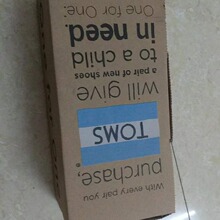 With every pair you
purchase,
TOMS
will give
a pair of new shoes
to a child
in need.
One for One.